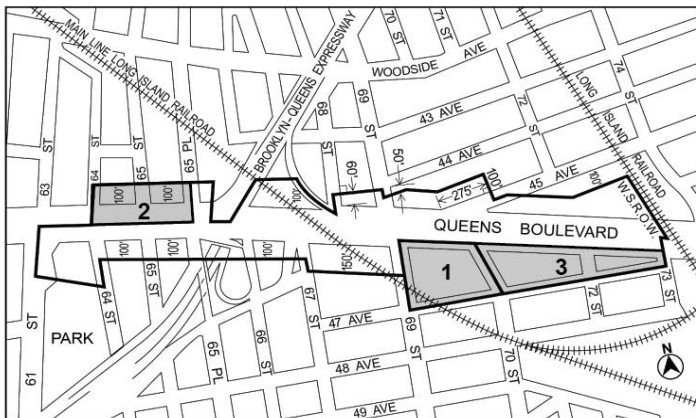 MAIN LINE LONG ISLAND RAILROAD
BROOKLYN-QUEENS EXPRESSWAY
70 ST
71 ST
WOODSIDE AVE
LONG ISLAND RAILROAD
74 ST
68 ST
69 ST
43 AVE
72 ST
63 ST
64 ST
65 ST
65 PL
60'
50'
44 AVE
100'
275'
45 AVE
100'
W.S.R.O.W.
100'
100'
100'
2
QUEENS BOULEVARD
100'
100'
150'
1
3
64 ST
65 ST
65 PL
66 ST
67 ST
47 AVE
69 ST
70 ST
72 ST
73 ST
PARK
61 ST
48 AVE
49 AVE
N